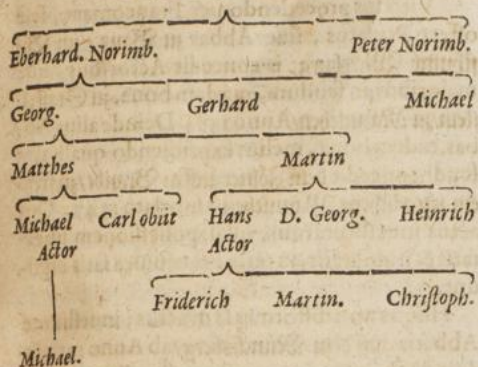 Eberhard. Norimb. Peter Norimb.
Georg. Gerhard Michael
Matthes Martin
Michael Carl obiit Hans D. Georg. Heinrich
Actor Actor
Friderich Martin. Christoph.
Michael.